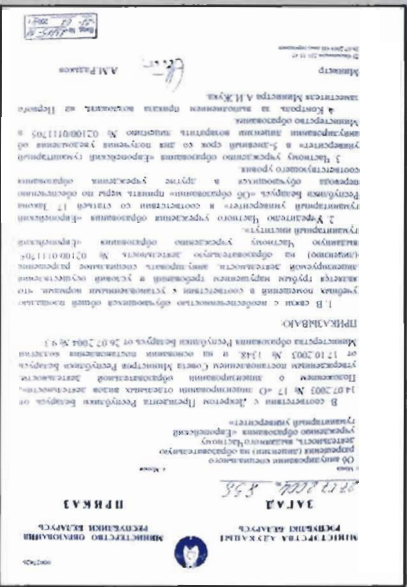 МІНІСТЭРСТВА АДУКАЦЫІ
РЭСПУБЛІКІ БЕЛАРУСЬ
МИНИСТЕРСТВО ОБРАЗОВАНИЯ
РЕСПУБЛИКИ БЕЛАРУСЬ
ЗАГАД
ПРИКАЗ
27.07.2004
г. Минск
Об аннулировании специального
разрешения (лицензии) на образовательную
деятельность, выданного Частному
учреждению образования «Европейский
гуманитарный университет»
В соответствии с Декретом Президента Республики Беларусь от
14.07.2003 № 17 «О лицензировании отдельных видов деятельности»,
Положением о лицензировании образовательной деятельности,
утвержденным постановлением Совета Министров Республики Беларусь
от 17.10.2003 № 1348, и на основании постановления коллегии
Министерства образования Республики Беларусь от 26.07.2004 № 9.3
ПРИКАЗЫВАЮ:
1. В связи с необеспеченностью обучающейся общей площадью
учебных помещений в соответствии с установленными нормами, что
является грубым нарушением требований и условий осуществления
лицензируемой деятельности, аннулировать специальное разрешение
(лицензию) на образовательную деятельность №
выданную Частному учреждению образования «Европейский
гуманитарный институт».
2. Учредителю Частного учреждения образования «Европейский
гуманитарный университет» в соответствии со статьей 17 Закона
Республики Беларусь «Об образовании» принять меры по обеспечению
перевода обучающихся в другие учреждения образования
соответствующего уровня.
3. Частному учреждению образования «Европейский гуманитарный
университет» в 5-дневный срок со дня получения уведомления об
аннулировании лицензии возвратить лицензию № в
Министерство образования.
4. Контроль за выполнением приказа возложить на Первого
заместителя Министра А.И.Жука.
Министр
А.М.Радьков